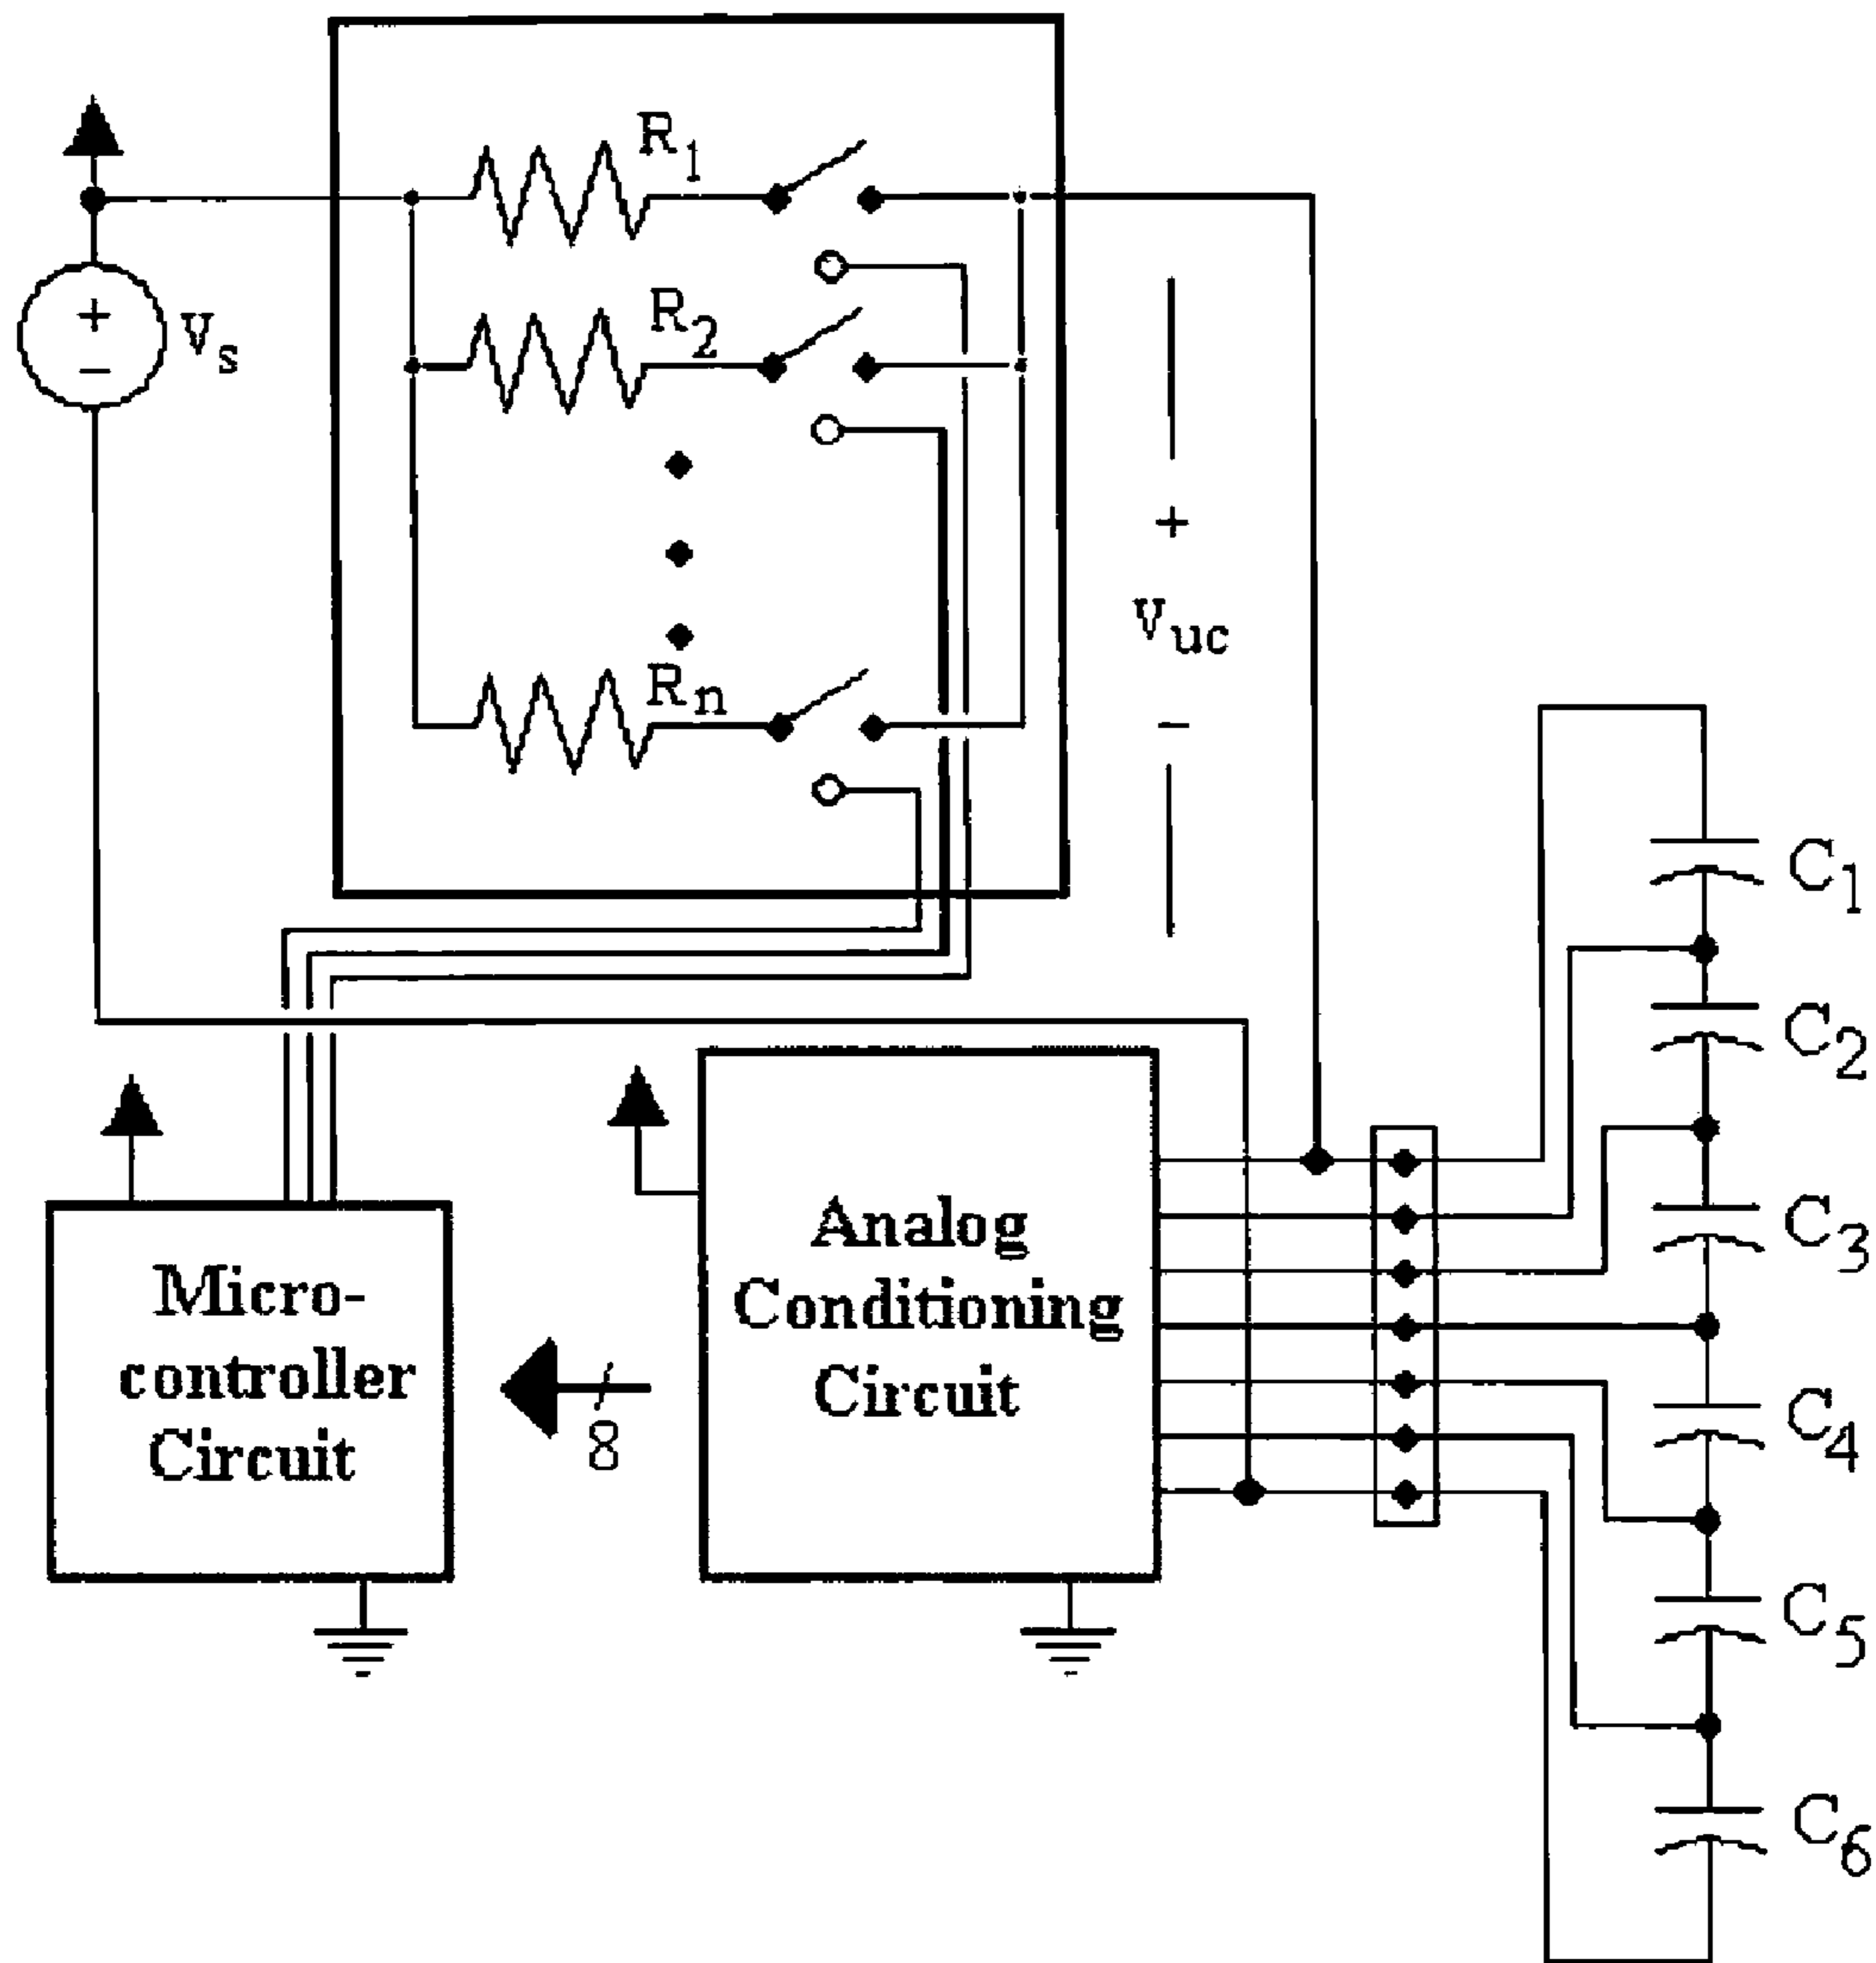 R1
+
Vs
−
R2
+
Vuc
−
Rn
C1
C2
C3
C4
C5
C6
Micro-
controller
Circuit
8
Analog
Conditioning
Circuit